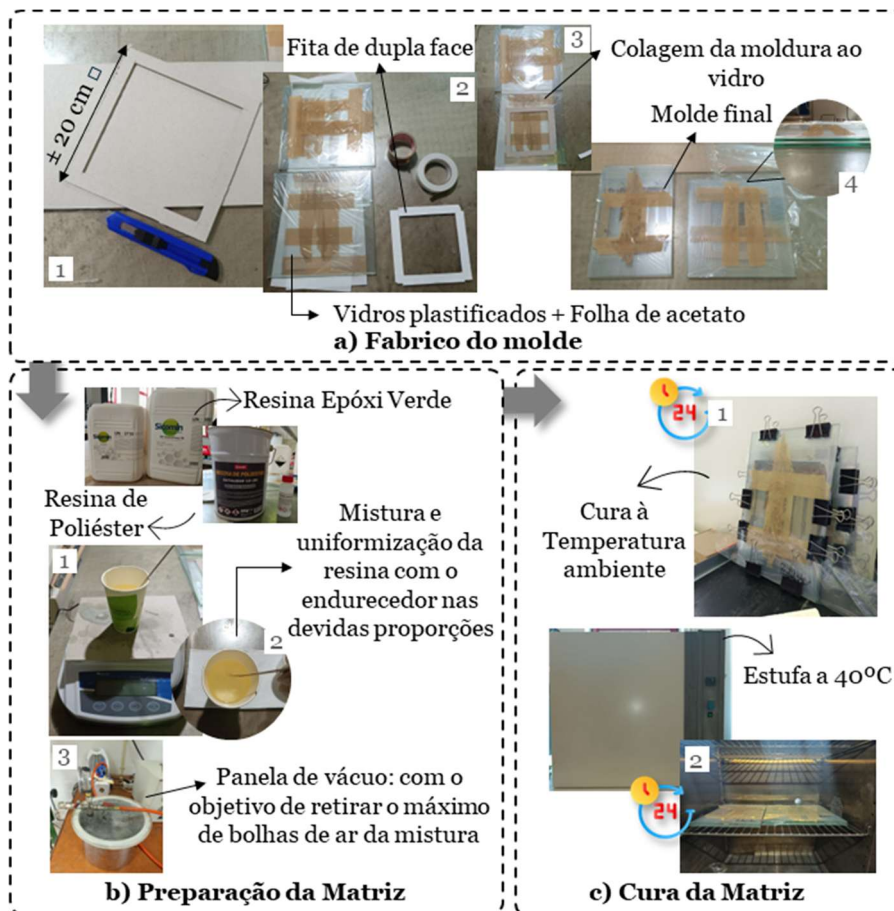 Fita de dupla face
Colagem da moldura ao
vidro
Molde final
± 20 cm □
1
2
3
4
Vidros plastificados + Folha de acetato
a) Fabrico do molde
Resina Epóxi Verde
Sicomin
Sicomin
Resina de
Poliéster
Mistura e
uniformização da
resina com o
endurecedor nas
devidas proporções
1
2
3
Panela de vácuo: com o
objetivo de retirar o máximo
de bolhas de ar da mistura
b) Preparação da Matriz
24
1
Cura à
Temperatura
ambiente
Estufa a 40ºC
2
24
c) Cura da Matriz